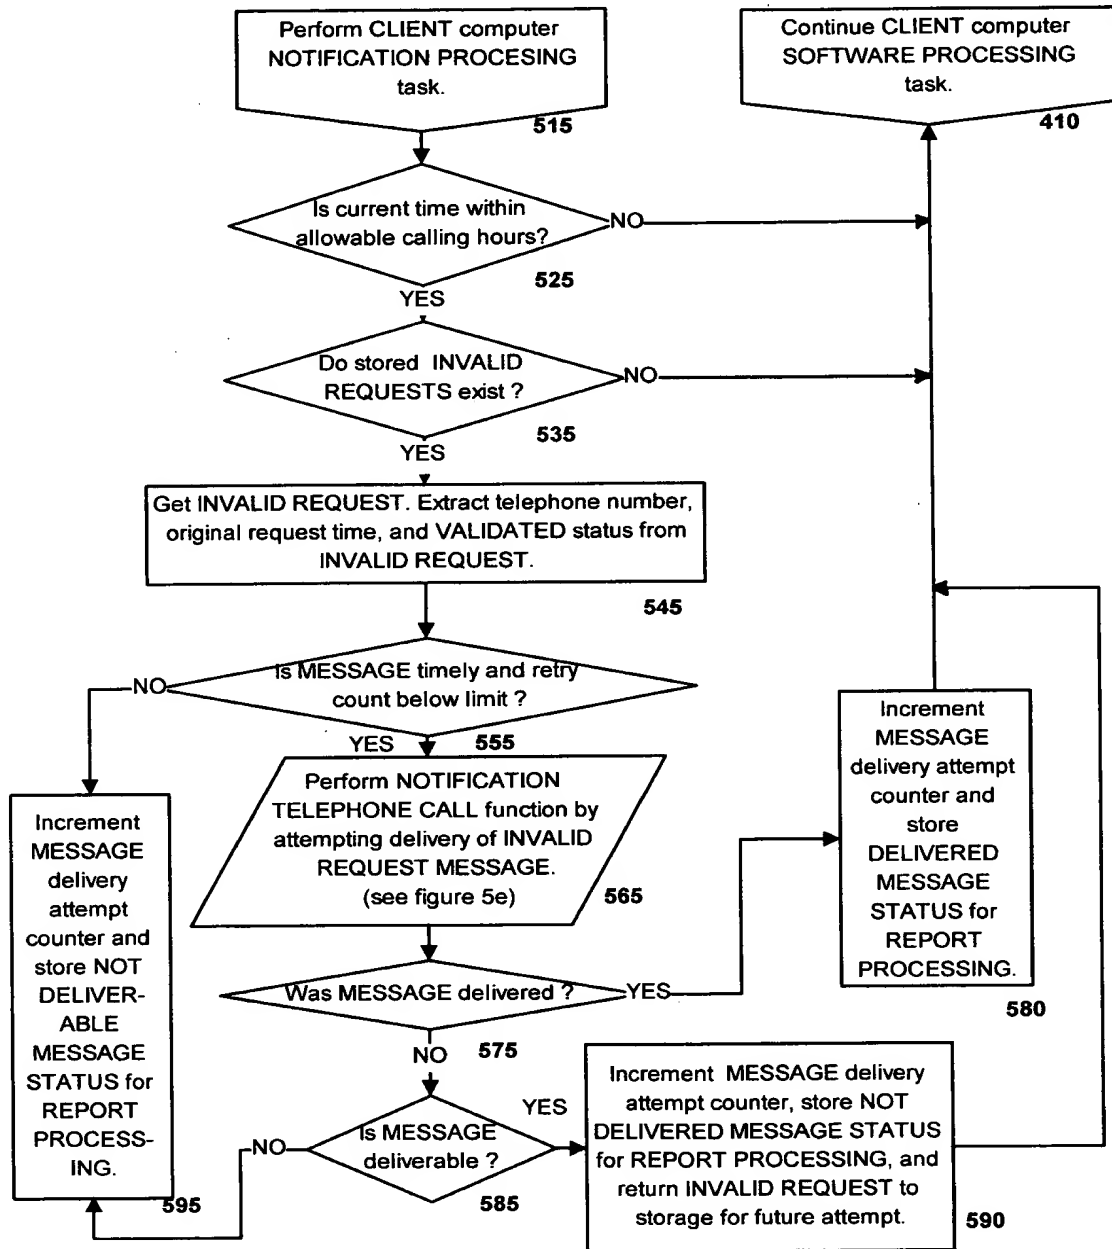 Perform CLIENT computer
NOTIFICATION PROCESING
task.
515
Continue CLIENT computer
SOFTWARE PROCESSING
task.
410
Is current time within
allowable calling hours?
NO
525
YES
Do stored INVALID
REQUESTS exist ?
NO
535
YES
Get INVALID REQUEST. Extract telephone number,
original request time, and VALIDATED status from
INVALID REQUEST.
545
Is MESSAGE timely and retry
count below limit ?
NO
555
YES
Perform NOTIFICATION
TELEPHONE CALL function by
attempting delivery of INVALID
REQUEST MESSAGE.
(see figure 5e)
565
Was MESSAGE delivered ?
YES
575
NO
Increment
MESSAGE
delivery attempt
counter and
store
DELIVERED
MESSAGE
STATUS for
REPORT
PROCESSING.
580
Is MESSAGE
deliverable ?
YES
NO
585
Increment MESSAGE delivery
attempt counter, store NOT
DELIVERED MESSAGE STATUS
for REPORT PROCESSING, and
return INVALID REQUEST to
storage for future attempt.
590
Increment
MESSAGE
delivery
attempt
counter and
store NOT
DELIVER-
ABLE
MESSAGE
STATUS for
REPORT
PROCESS-
ING.
595